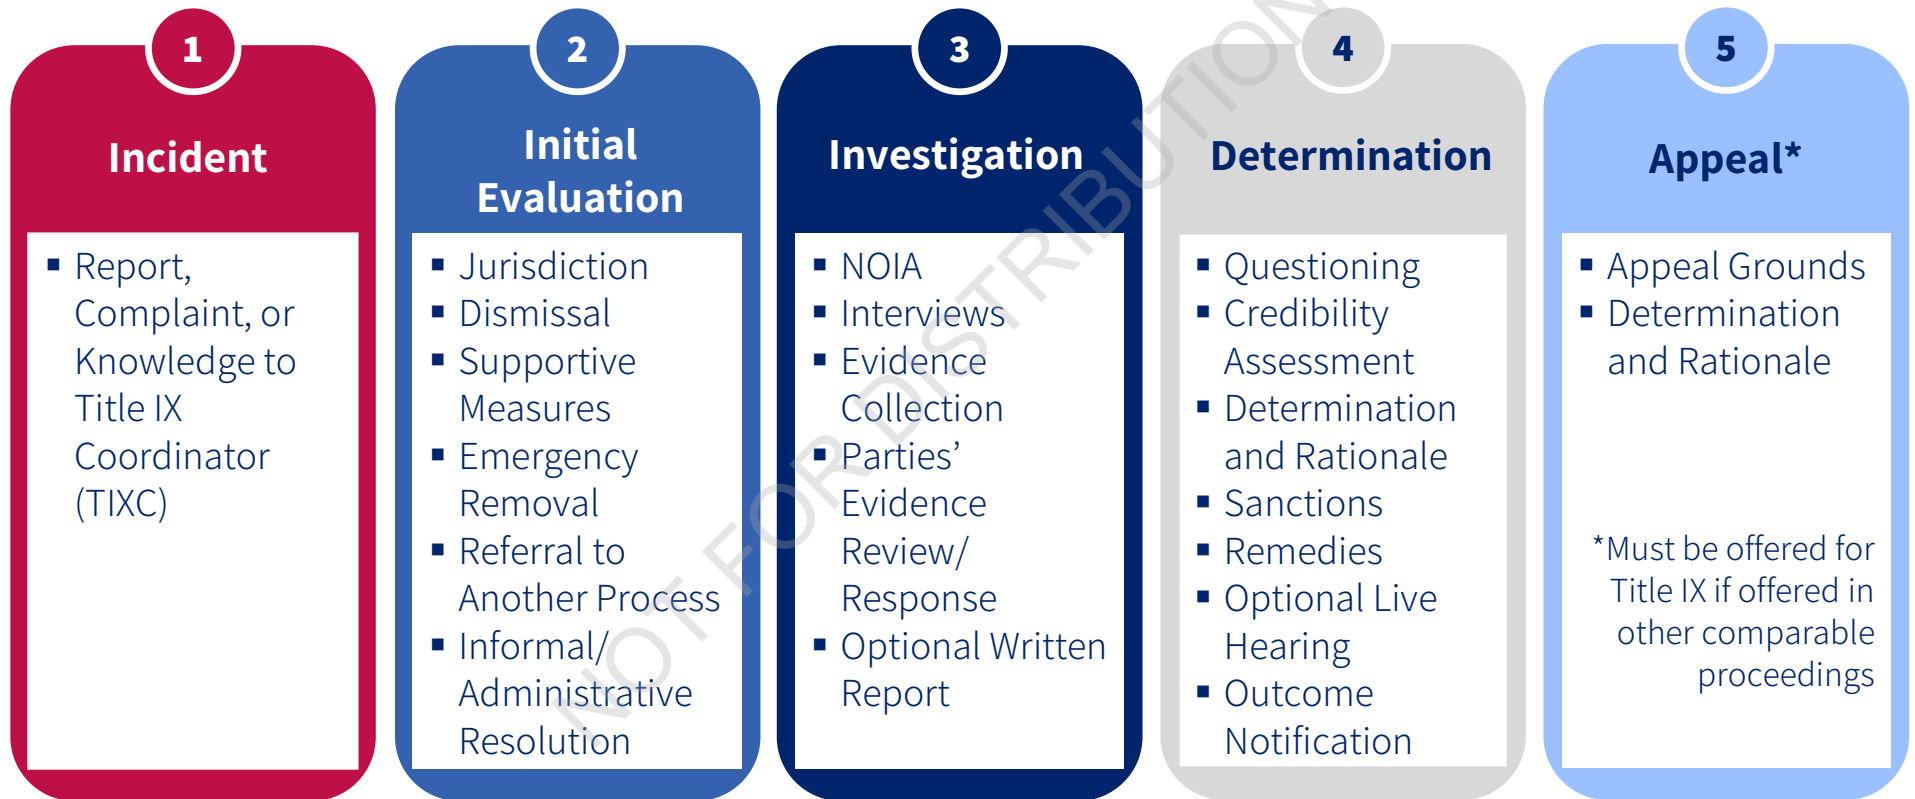 1
Incident
▪ Report,
Complaint, or
Knowledge to
Title IX
Coordinator
(TIXC)
2
Initial
Evaluation
▪ Jurisdiction
▪ Dismissal
▪ Supportive
Measures
▪ Emergency
Removal
▪ Referral to
Another Process
▪ Informal/
Administrative
Resolution
3
Investigation
▪ NOIA
▪ Interviews
▪ Evidence
Collection
▪ Parties’
Evidence
Review/
Response
▪ Optional Written
Report
4
Determination
▪ Questioning
▪ Credibility
Assessment
▪ Determination
and Rationale
▪ Sanctions
▪ Remedies
▪ Optional Live
Hearing
▪ Outcome
Notification
5
Appeal*
▪ Appeal Grounds
▪ Determination
and Rationale
*Must be offered for
Title IX if offered in
other comparable
proceedings
NOT FOR DISTRIBUTION